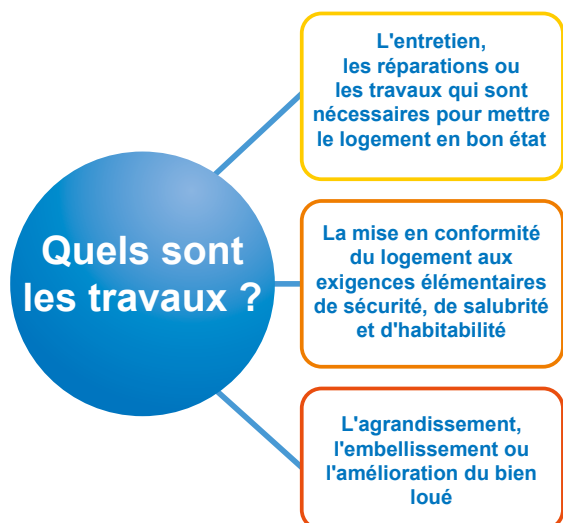 Quels sont
les travaux ?
L'entretien,
les réparations ou
les travaux qui sont
nécessaires pour mettre
le logement en bon état
La mise en conformité
du logement aux
exigences élémentaires
de sécurité, de salubrité
et d'habitabilité
L'agrandissement,
l'embellissement ou
l'amélioration du bien
loué